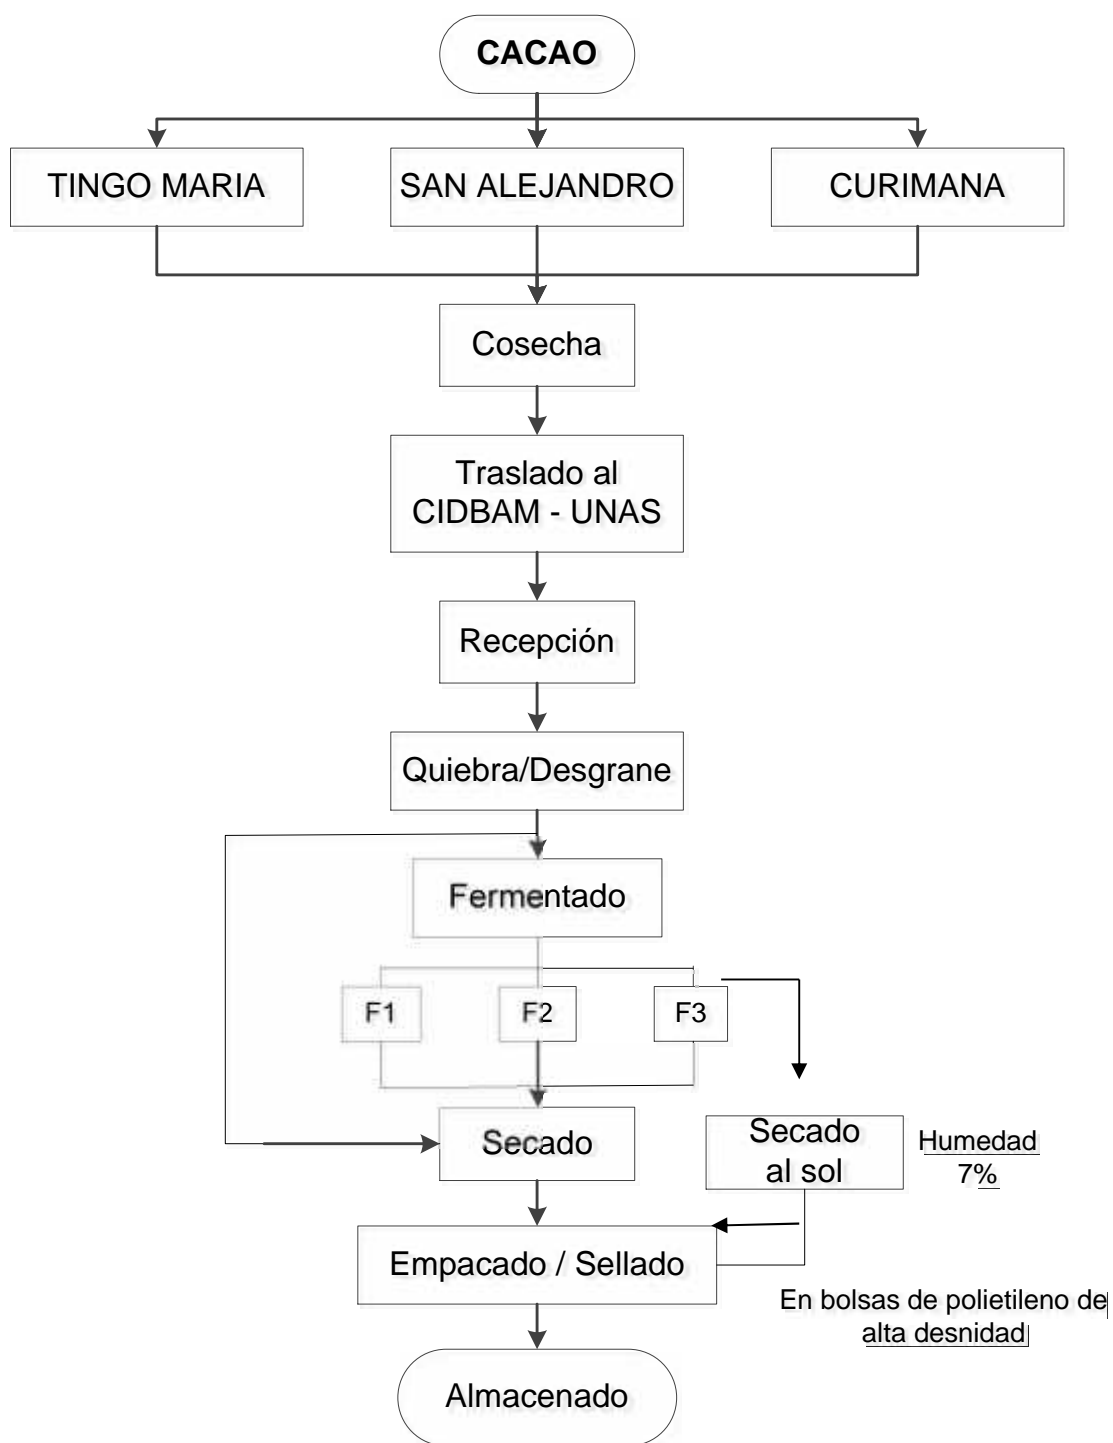 CACAO
TINGO MARIA
SAN ALEJANDRO
CURIMANA
Cosecha
Traslado al
CIDBAM - UNAS
Recepción
Quiebra/Desgrane
Fermentado
F1
F2
F3
Secado
Secado
al sol
Humedad
7%
Empacado / Sellado
En bolsas de polietileno de
alta desnidad
Almacenado